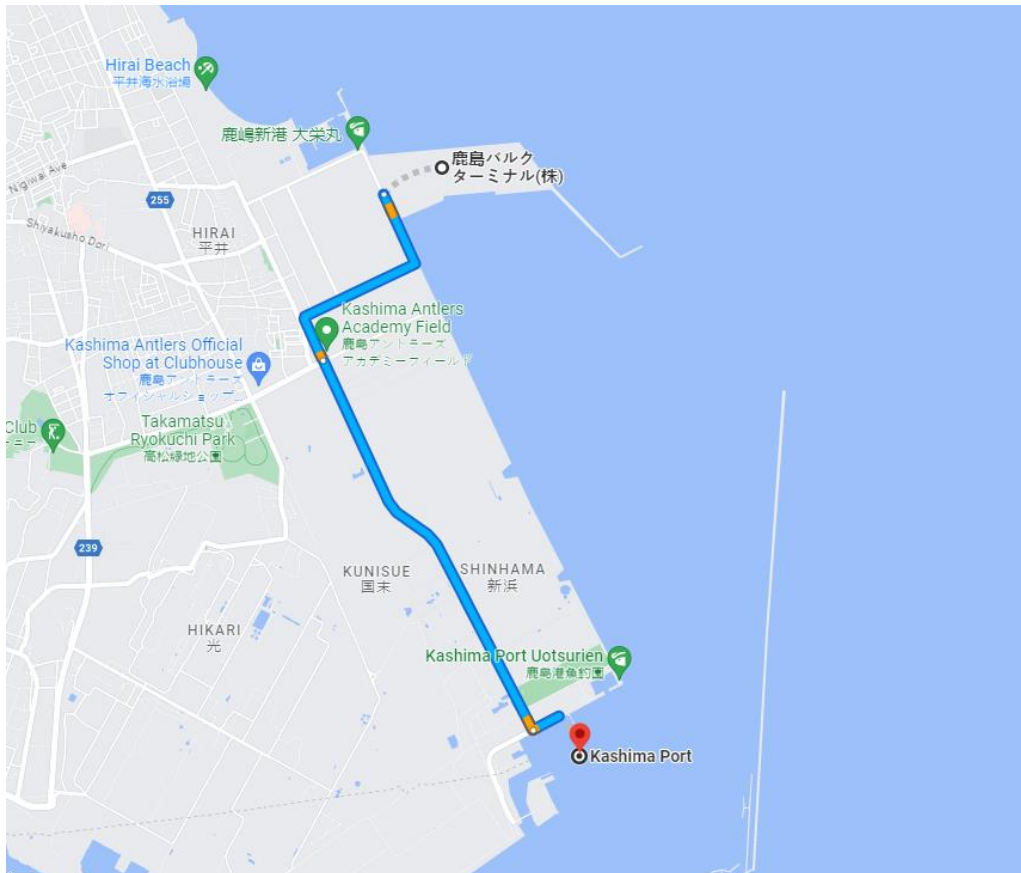 Hirai Beach
平井海水浴場
鹿嶋新港 大栄丸
鹿島バルク
ターミナル(株)
Nigiwai Ave
255
Shiyakusho Dori
HIRAI
平井
Kashima Antlers
Academy Field
鹿島アントラーズ
アカデミーフィールド
Kashima Antlers Official
Shop at Clubhouse
鹿島アントラーズ
オフィシャルショップ...
Club
Takamatsu
Ryokuchi Park
高松緑地公園
239
KUNISUE
国末
SHINHAMA
新浜
HIKARI
光
Kashima Port Uotsurien
鹿島港魚釣園
Kashima Port